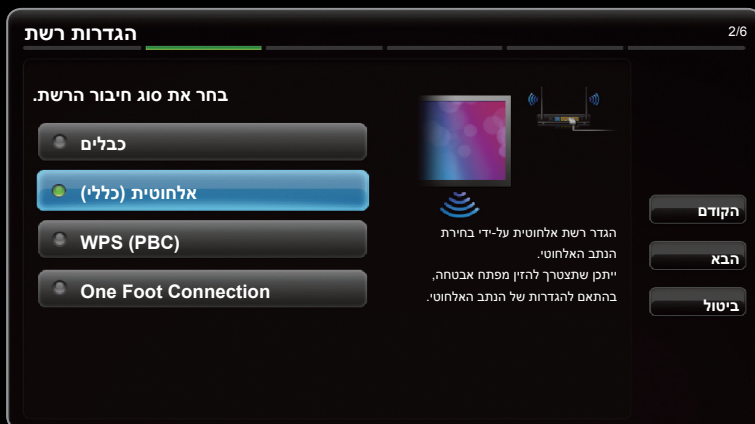 הגדרות רשת
2/6
בחר את סוג חיבור הרשת.
כבלים
אלחוטית (כללי)
WPS (PBC)
One Foot Connection
הגדר רשת אלחוטית על-ידי בחירת
הנתב האלחוטי.
ייתכן שתצטרך להזין מפתח אבטחה,
בהתאם להגדרות של הנתב האלחוטי.
הקודם
הבא
ביטול